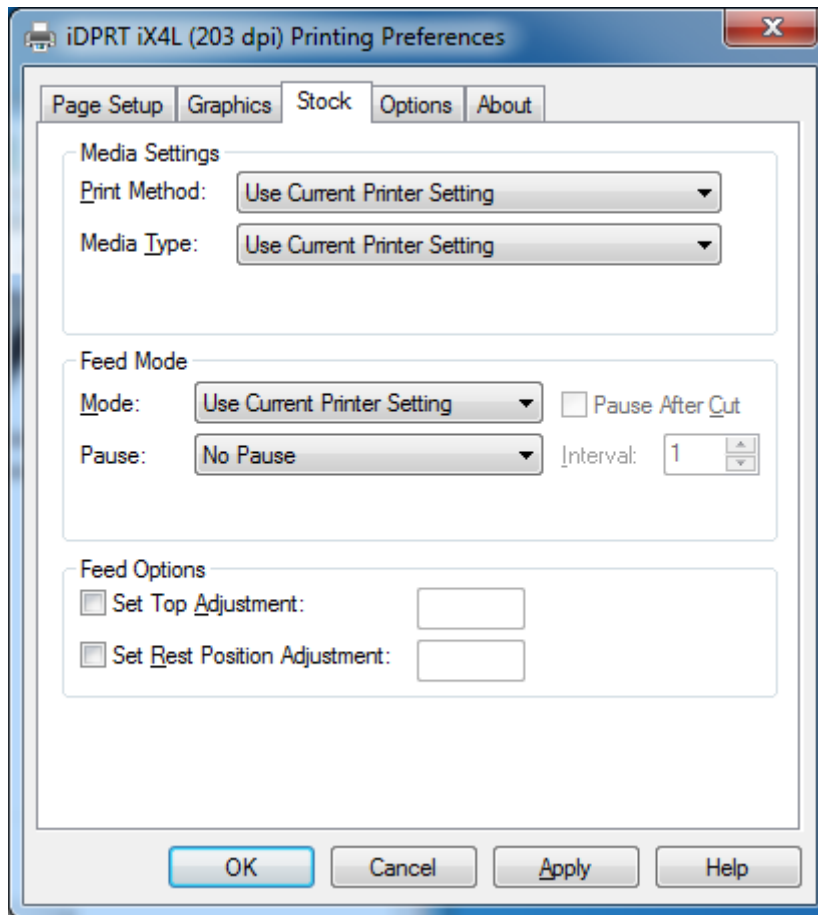 iDPRT iX4L (203 dpi) Printing Preferences
Page Setup Graphics Stock Options About
Media Settings
Print Method: Use Current Printer Setting
Media Type: Use Current Printer Setting
Feed Mode
Mode: Use Current Printer Setting Pause After Cut
Pause: No Pause Interval: 1
Feed Options
Set Top Adjustment:
Set Rest Position Adjustment:
OK Cancel Apply Help